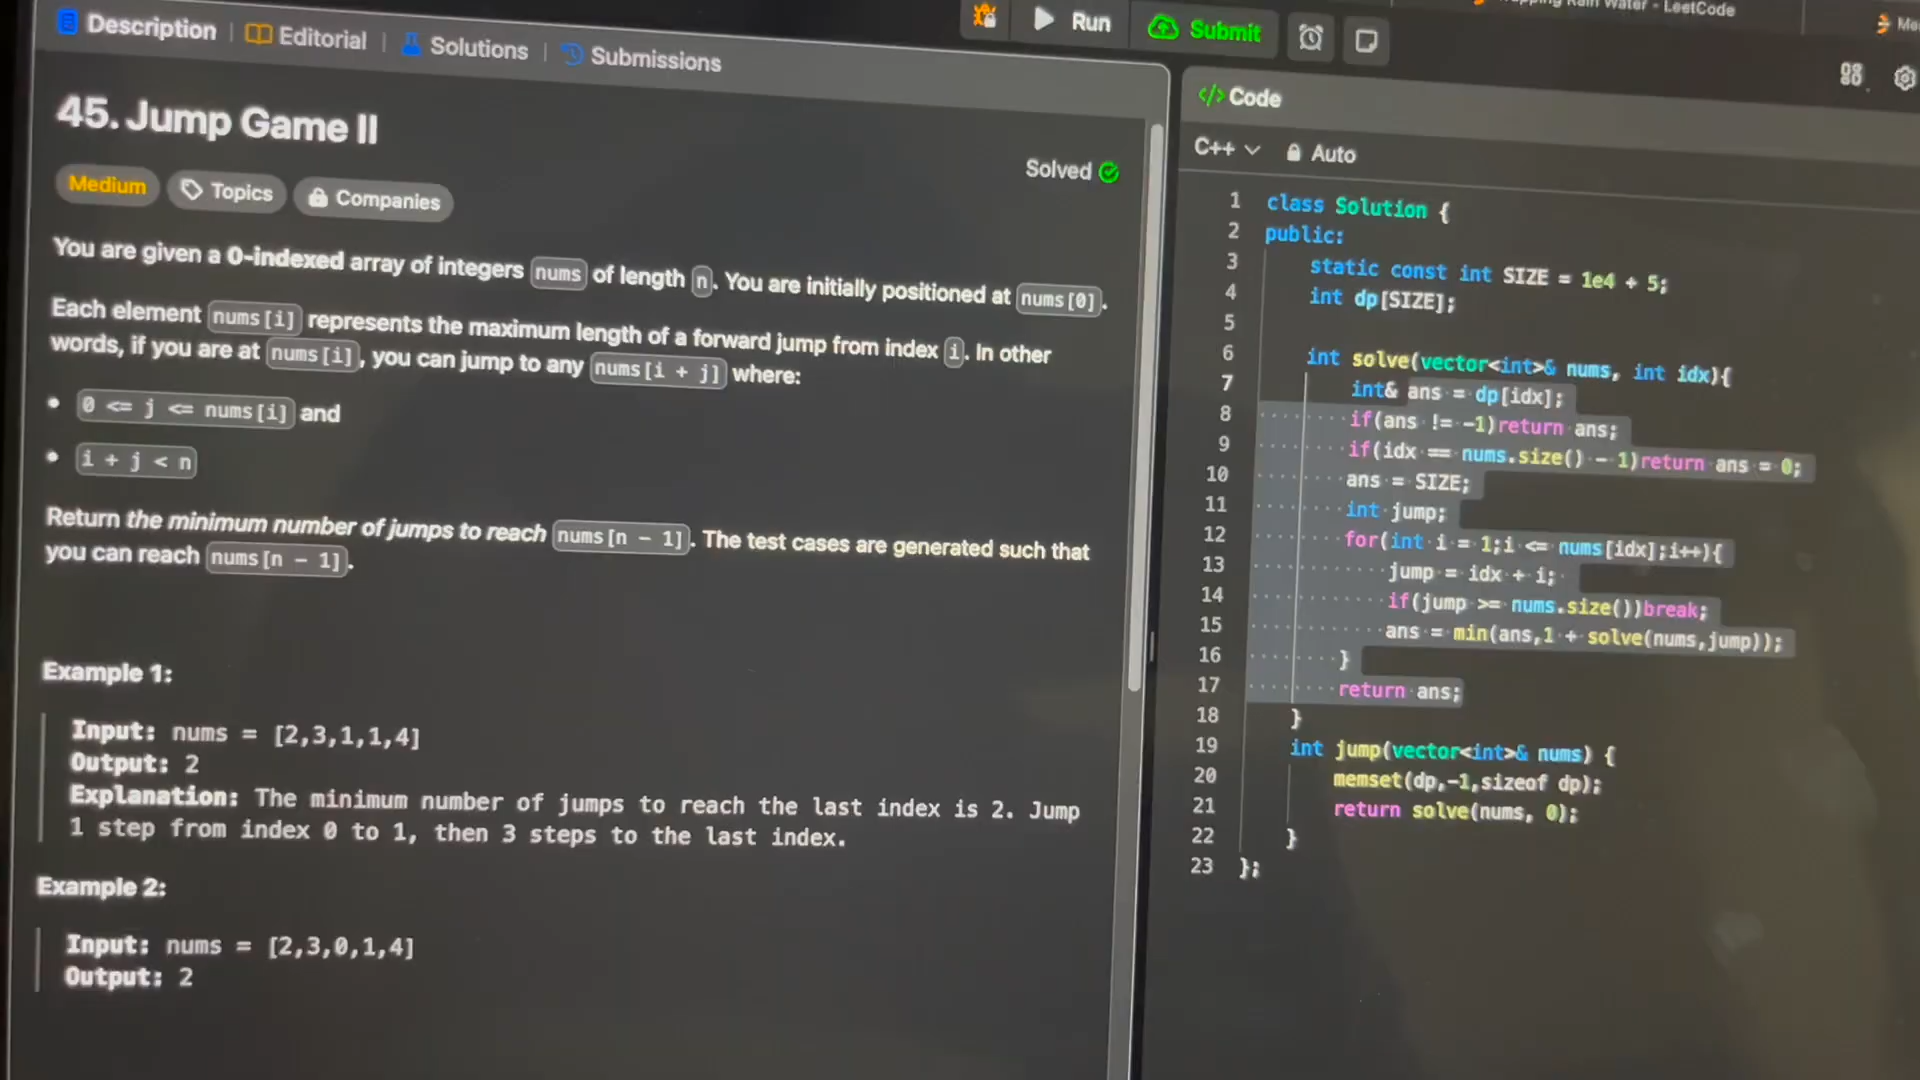 Trapping Rain Water - LeetCode
Description | Editorial | Solutions | Submissions
Run
Submit
45. Jump Game II
Solved
Medium
Topics
Companies
You are given a 0-indexed array of integers nums of length n. You are initially positioned at nums[0].
Each element nums[i] represents the maximum length of a forward jump from index i. In other
words, if you are at nums[i], you can jump to any nums[i + j] where:
• 0 <= j <= nums[i] and
• i + j < n
Return the minimum number of jumps to reach nums[n - 1]. The test cases are generated such that
you can reach nums[n - 1].
Example 1:
Input: nums = [2,3,1,1,4]
Output: 2
Explanation: The minimum number of jumps to reach the last index is 2. Jump
1 step from index 0 to 1, then 3 steps to the last index.
Example 2:
Input: nums = [2,3,0,1,4]
Output: 2
</> Code
C++ Auto
1 class Solution {
2 public:
3 static const int SIZE = 1e4 + 5;
4 int dp[SIZE];
5
6 int solve(vector<int>& nums, int idx){
7 int& ans = dp[idx];
8 if(ans != -1)return ans;
9 if(idx == nums.size() - 1)return ans = 0;
10 ans = SIZE;
11 int jump;
12 for(int i = 1;i <= nums[idx];i++){
13 jump = idx + i;
14 if(jump >= nums.size())break;
15 ans = min(ans,1 + solve(nums,jump));
16 }
17 return ans;
18 }
19 int jump(vector<int>& nums) {
20 memset(dp,-1,sizeof dp);
21 return solve(nums, 0);
22 }
23 };